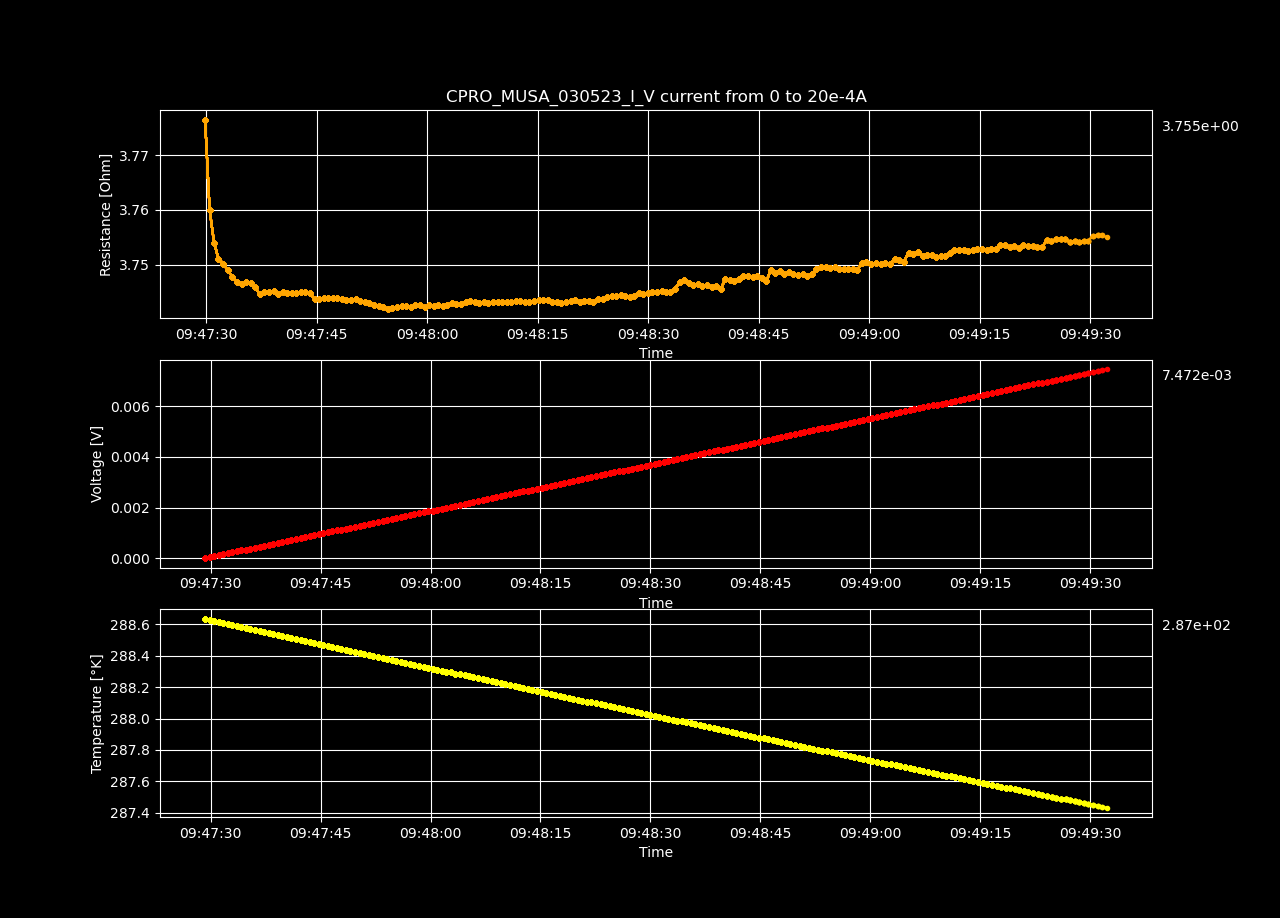 CPRO_MUSA_030523_I_V current from 0 to 20e-4A
3.755e+00
Resistance [Ohm]
3.77
3.76
3.75
09:47:30 09:47:45 09:48:00 09:48:15 09:48:30 09:48:45 09:49:00 09:49:15 09:49:30
Time
7.472e-03
Voltage [V]
0.006
0.004
0.002
0.000
09:47:30 09:47:45 09:48:00 09:48:15 09:48:30 09:48:45 09:49:00 09:49:15 09:49:30
Time
2.87e+02
Temperature [°K]
288.6
288.4
288.2
288.0
287.8
287.6
287.4
09:47:30 09:47:45 09:48:00 09:48:15 09:48:30 09:48:45 09:49:00 09:49:15 09:49:30
Time